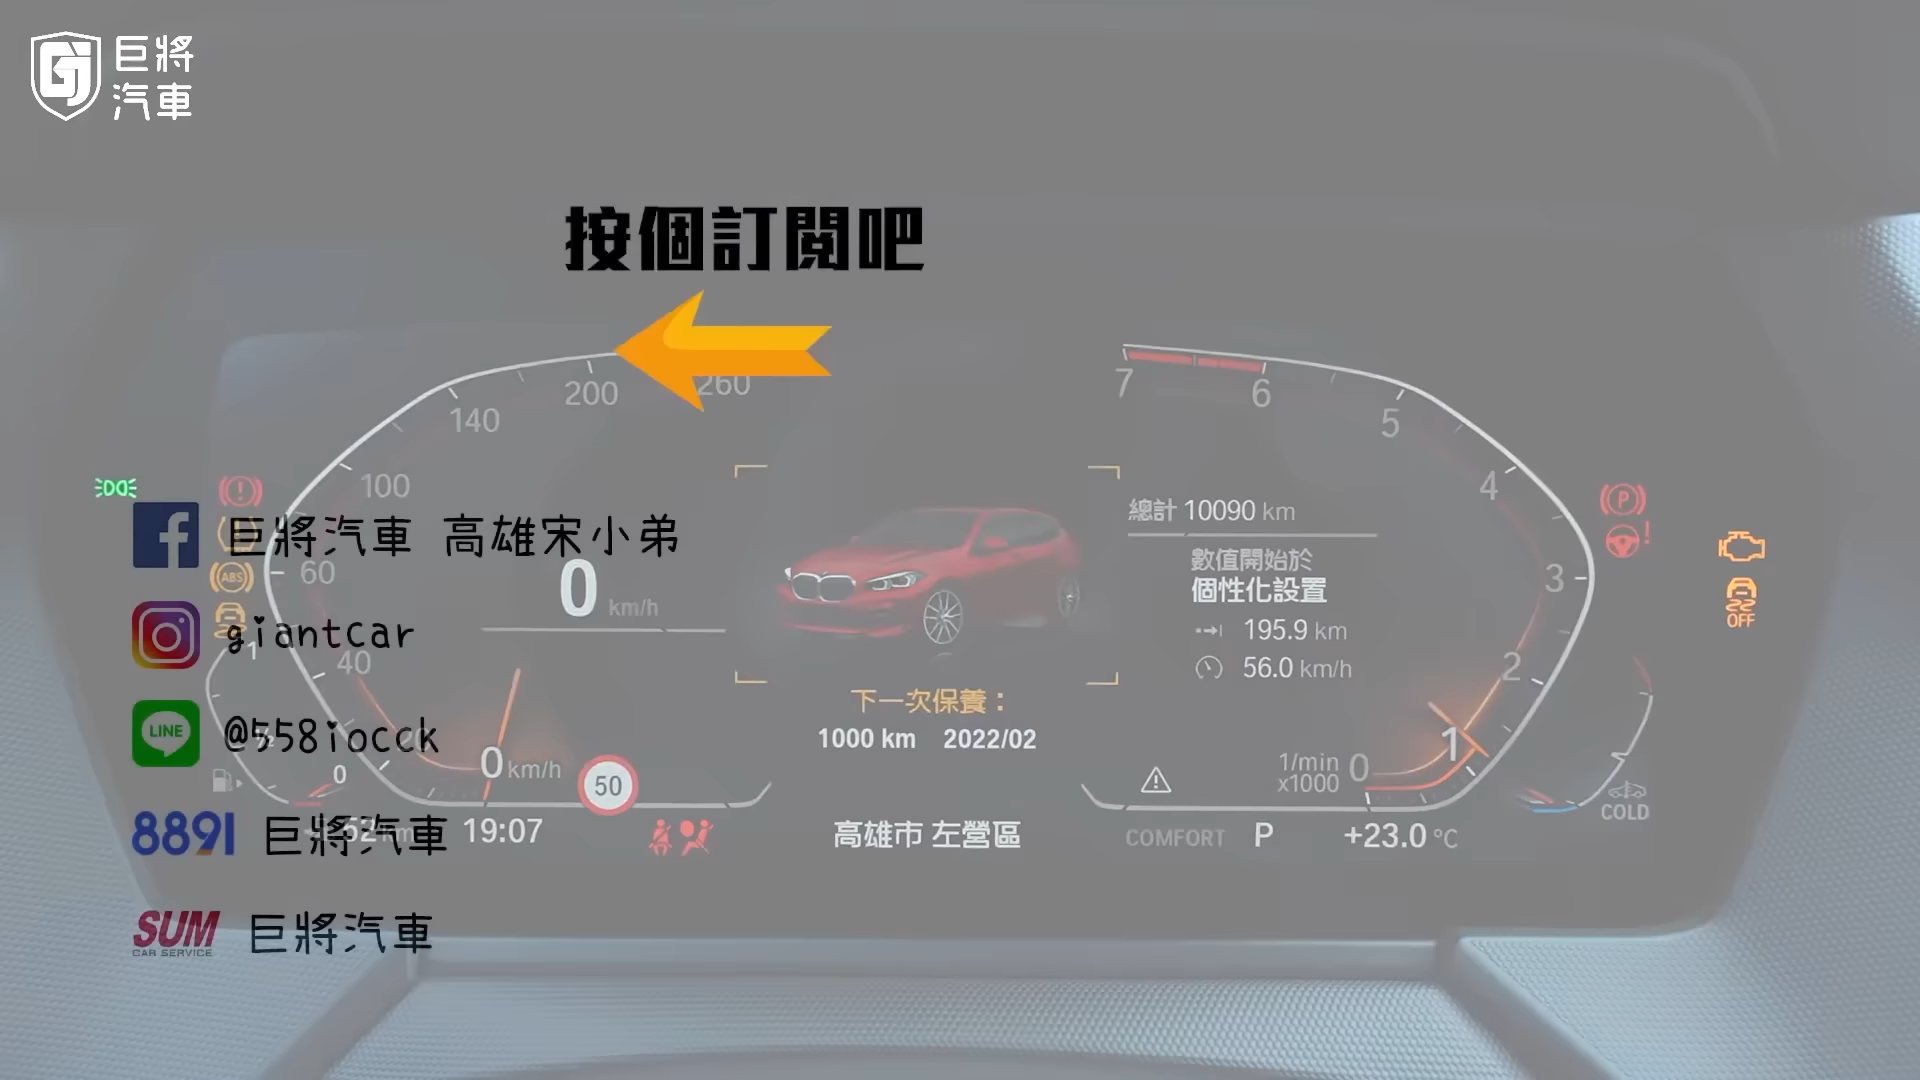 巨將
汽車
按個訂閱吧
200
260
140
100
60
40
0
7
6
5
4
3
2
1
0
巨將汽車 高雄宋小弟
ABS
0 km/h
giantcar
LINE
@558iocck
0 km/h
50
8891 巨將汽車
19:07
SUM
CAR SERVICE
巨將汽車
總計 10090 km
數值開始於
個性化設置
195.9 km
56.0 km/h
下一次保養：
1000 km 2022/02
高雄市 左營區
1/min
x1000
COMFORT P +23.0 °C
P
OFF
COLD